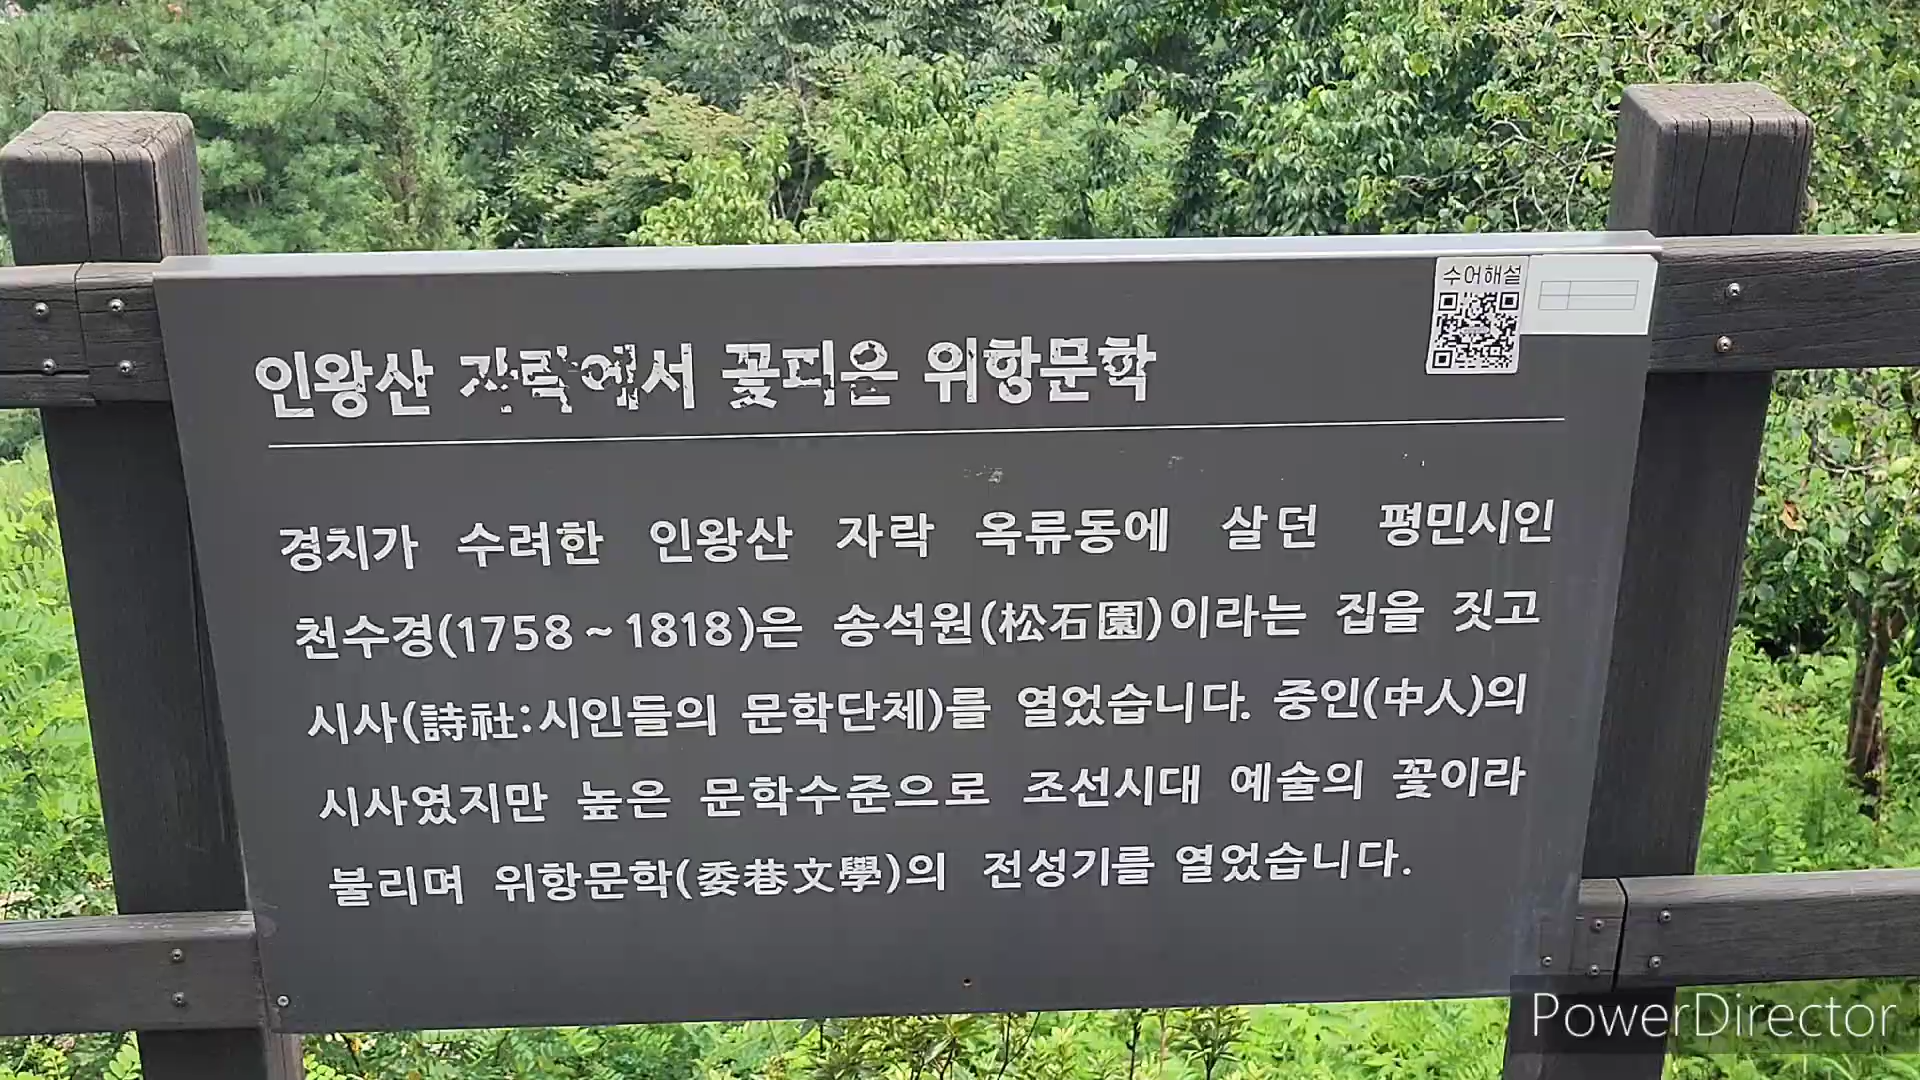 수어해설
인왕산 자락에서 꽃피운 위항문학
경치가 수려한 인왕산 자락 옥류동에 살던 평민시인
천수경(1758~1818)은 송석원(松石園)이라는 집을 짓고
시사(詩社:시인들의 문학단체)를 열었습니다. 중인(中人)의
시사였지만 높은 문학수준으로 조선시대 예술의 꽃이라
불리며 위항문학(委巷文學)의 전성기를 열었습니다.
PowerDirector